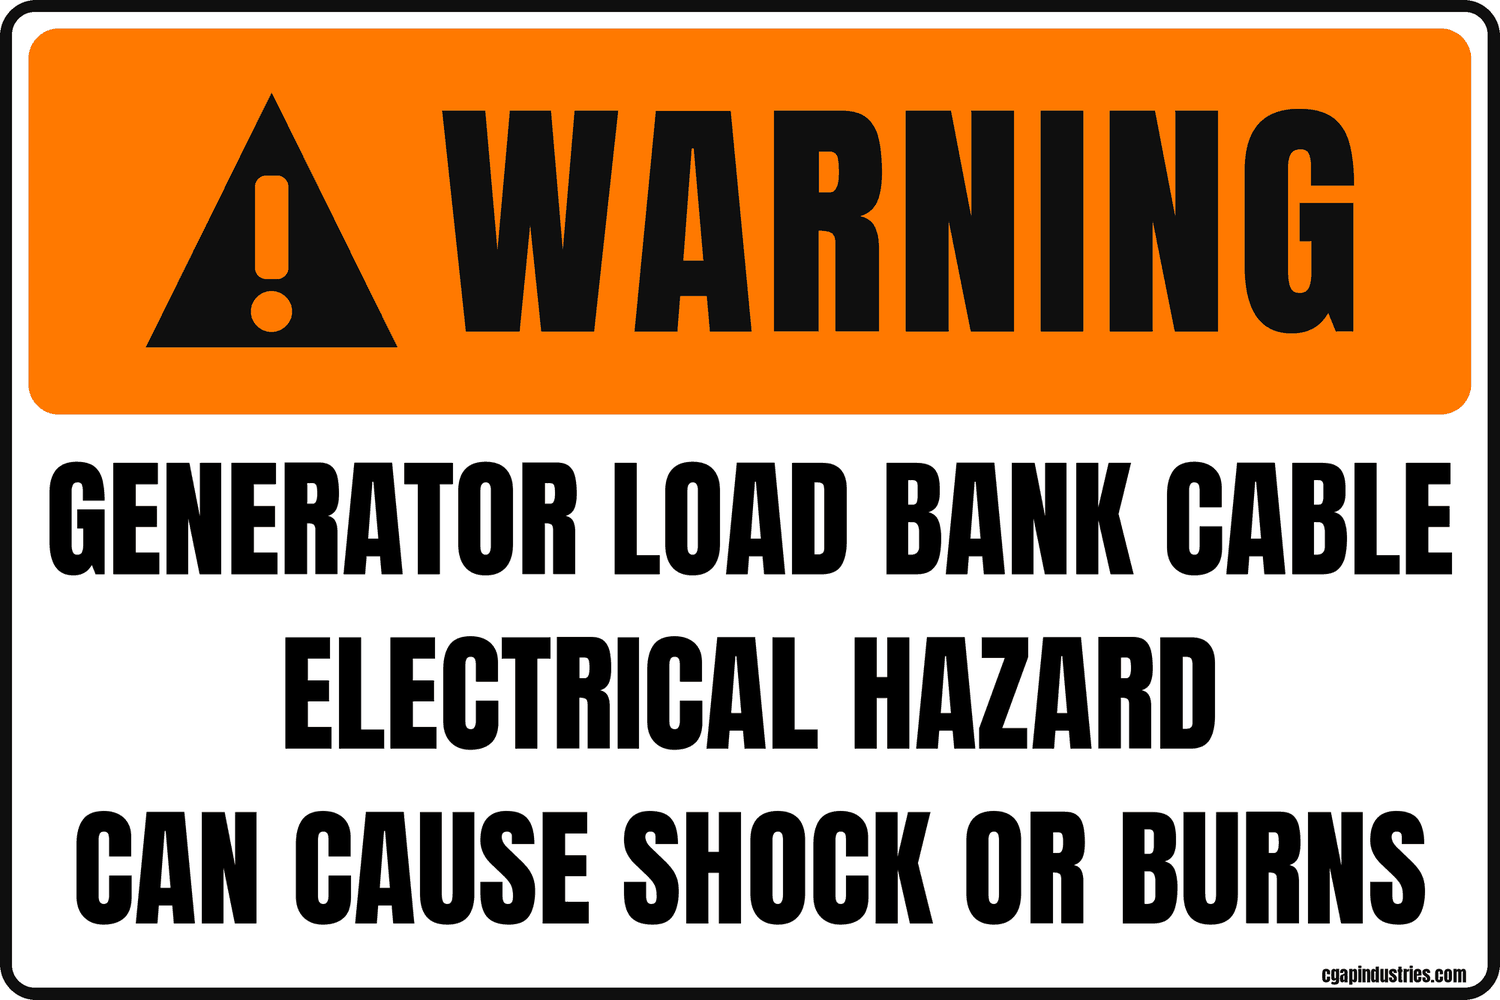 WARNING
GENERATOR LOAD BANK CABLE
ELECTRICAL HAZARD
CAN CAUSE SHOCK OR BURNS
cgapindustries.com